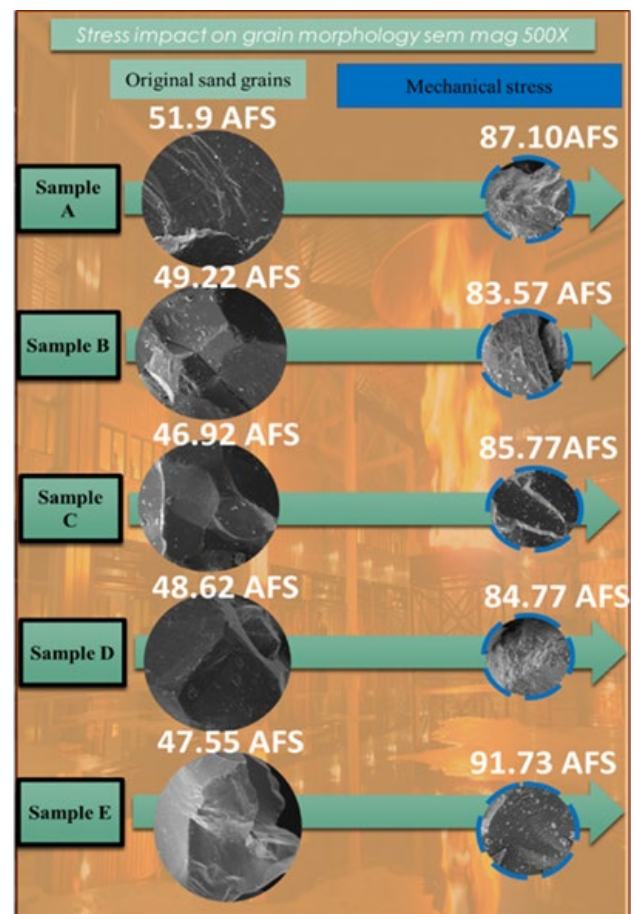 Stress impact on grain morphology sem mag 500X
Original sand grains
Mechanical stress
51.9 AFS
87.10AFS
Sample
A
49.22 AFS
83.57 AFS
Sample B
46.92 AFS
85.77AFS
Sample
C
48.62 AFS
84.77 AFS
Sample D
47.55 AFS
91.73 AFS
Sample E